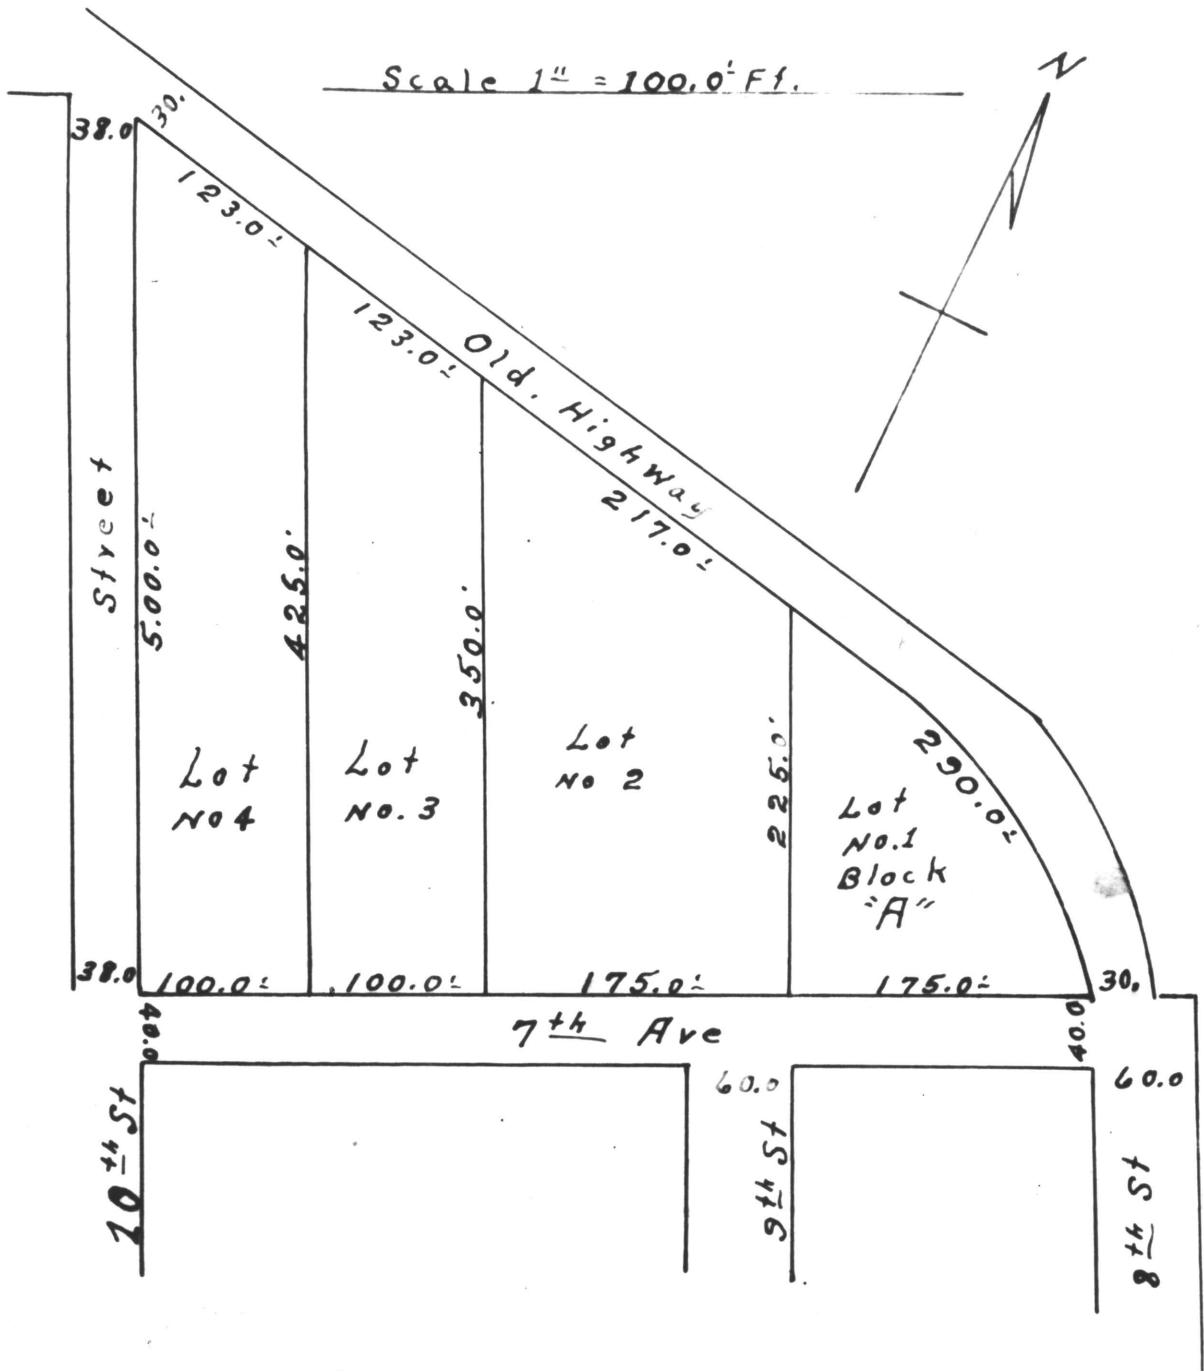 Scale 1" = 100.0' Ft.
N
38.0
30.
123.0'
123.0'
Old. Highway
217.0'
Street
500.0'
425.0'
350.0'
225.0'
290.0'
Lot
No 4
Lot
No. 3
Lot
No 2
Lot
No. 1
Block
"A"
38.0
100.0'
100.0'
175.0'
175.0'
30.
40.0
7th Ave
40.0
60.0
60.0
10th St
9th St
8th St